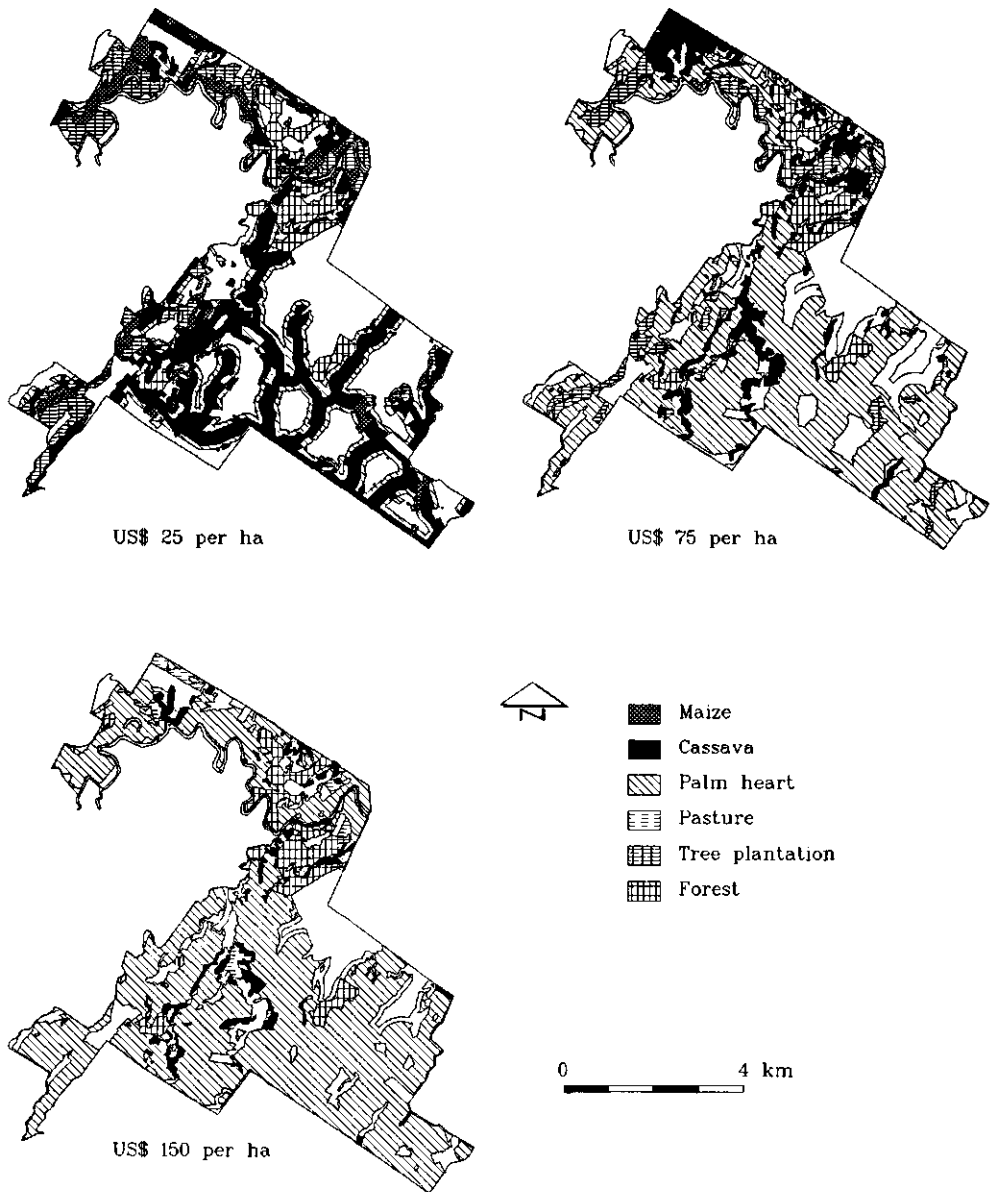 US$ 25 per ha
US$ 75 per ha
N
Maize
Cassava
Palm heart
Pasture
Tree plantation
Forest
0 4 km
US$ 150 per ha